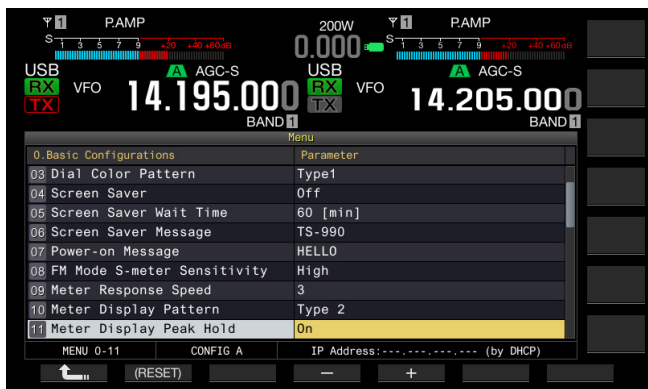 1 P.AMP
S 1 3 5 7 9 +20 +40 +60dB
200W
0.000
1 P.AMP
S 1 3 5 7 9 +20 +40 +60dB
USB A AGC-S
RX VFO 14.195.000
TX
BAND 1
USB A AGC-S
RX VFO 14.205.000
TX
BAND 1
Menu
0.Basic Configurations Parameter
03 Dial Color Pattern Type1
04 Screen Saver Off
05 Screen Saver Wait Time 60 [min]
06 Screen Saver Message TS-990
07 Power-on Message HELLO
08 FM Mode S-meter Sensitivity High
09 Meter Response Speed 3
10 Meter Display Pattern Type 2
11 Meter Display Peak Hold On
MENU 0-11 CONFIG A IP Address:---.---.---.--- (by DHCP)
(RESET) − +